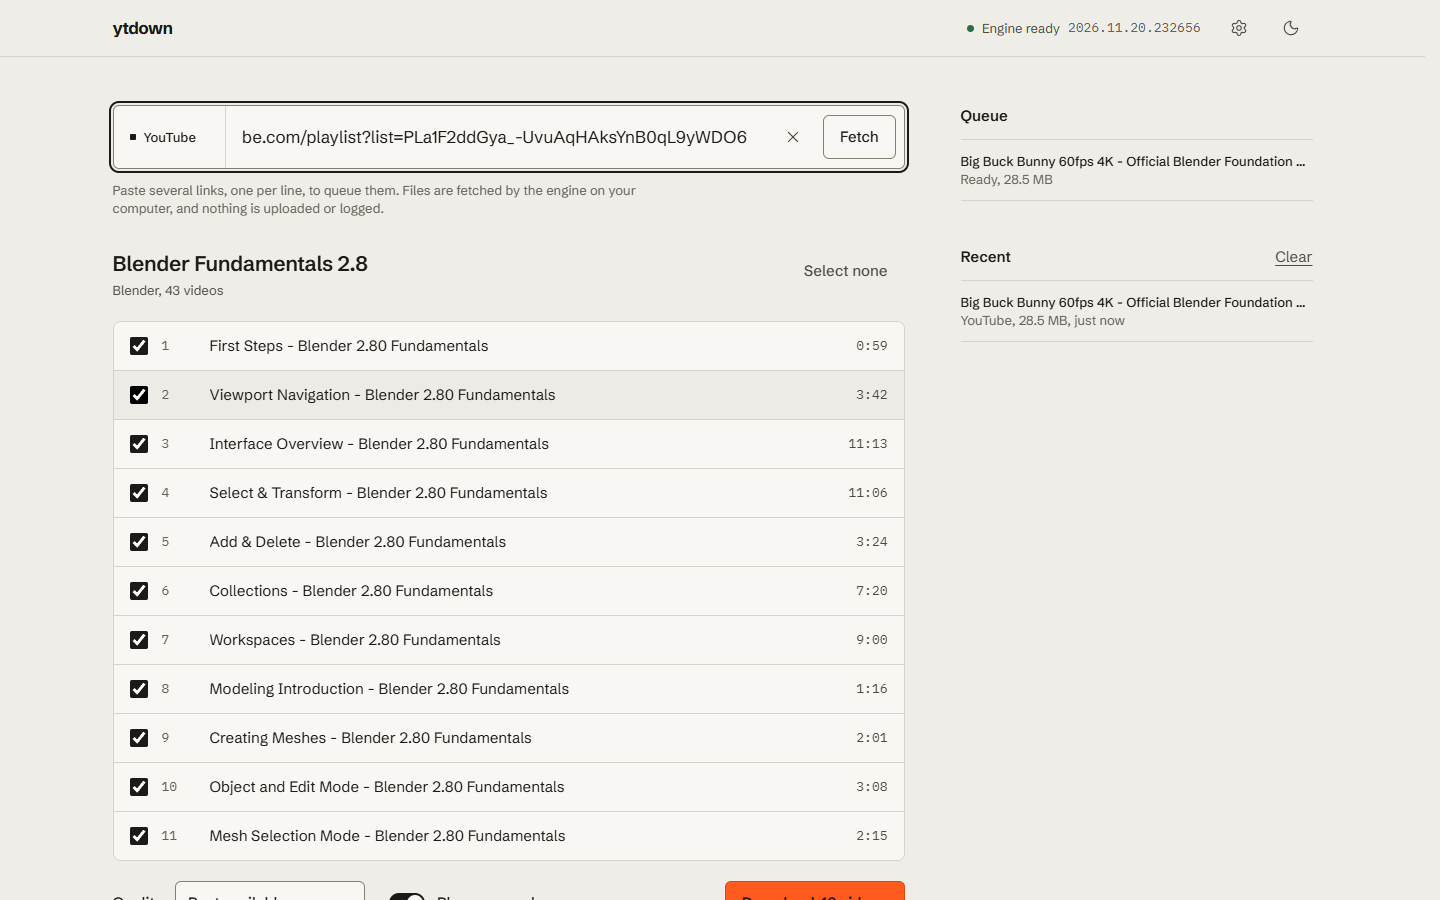 ytdown
Engine ready 2026.11.20.232656
YouTube
be.com/playlist?list=PLa1F2ddGya_-UvuAqHAksYnB0qL9yWDO6
Fetch
Paste several links, one per line, to queue them. Files are fetched by the engine on your
computer, and nothing is uploaded or logged.
Blender Fundamentals 2.8
Blender, 43 videos
Select none
1 First Steps - Blender 2.80 Fundamentals 0:59
2 Viewport Navigation - Blender 2.80 Fundamentals 3:42
3 Interface Overview - Blender 2.80 Fundamentals 11:13
4 Select & Transform - Blender 2.80 Fundamentals 11:06
5 Add & Delete - Blender 2.80 Fundamentals 3:24
6 Collections - Blender 2.80 Fundamentals 7:20
7 Workspaces - Blender 2.80 Fundamentals 9:00
8 Modeling Introduction - Blender 2.80 Fundamentals 1:16
9 Creating Meshes - Blender 2.80 Fundamentals 2:01
10 Object and Edit Mode - Blender 2.80 Fundamentals 3:08
11 Mesh Selection Mode - Blender 2.80 Fundamentals 2:15
Queue
Big Buck Bunny 60fps 4K - Official Blender Foundation ...
Ready, 28.5 MB
Recent
Clear
Big Buck Bunny 60fps 4K - Official Blender Foundation ...
YouTube, 28.5 MB, just now